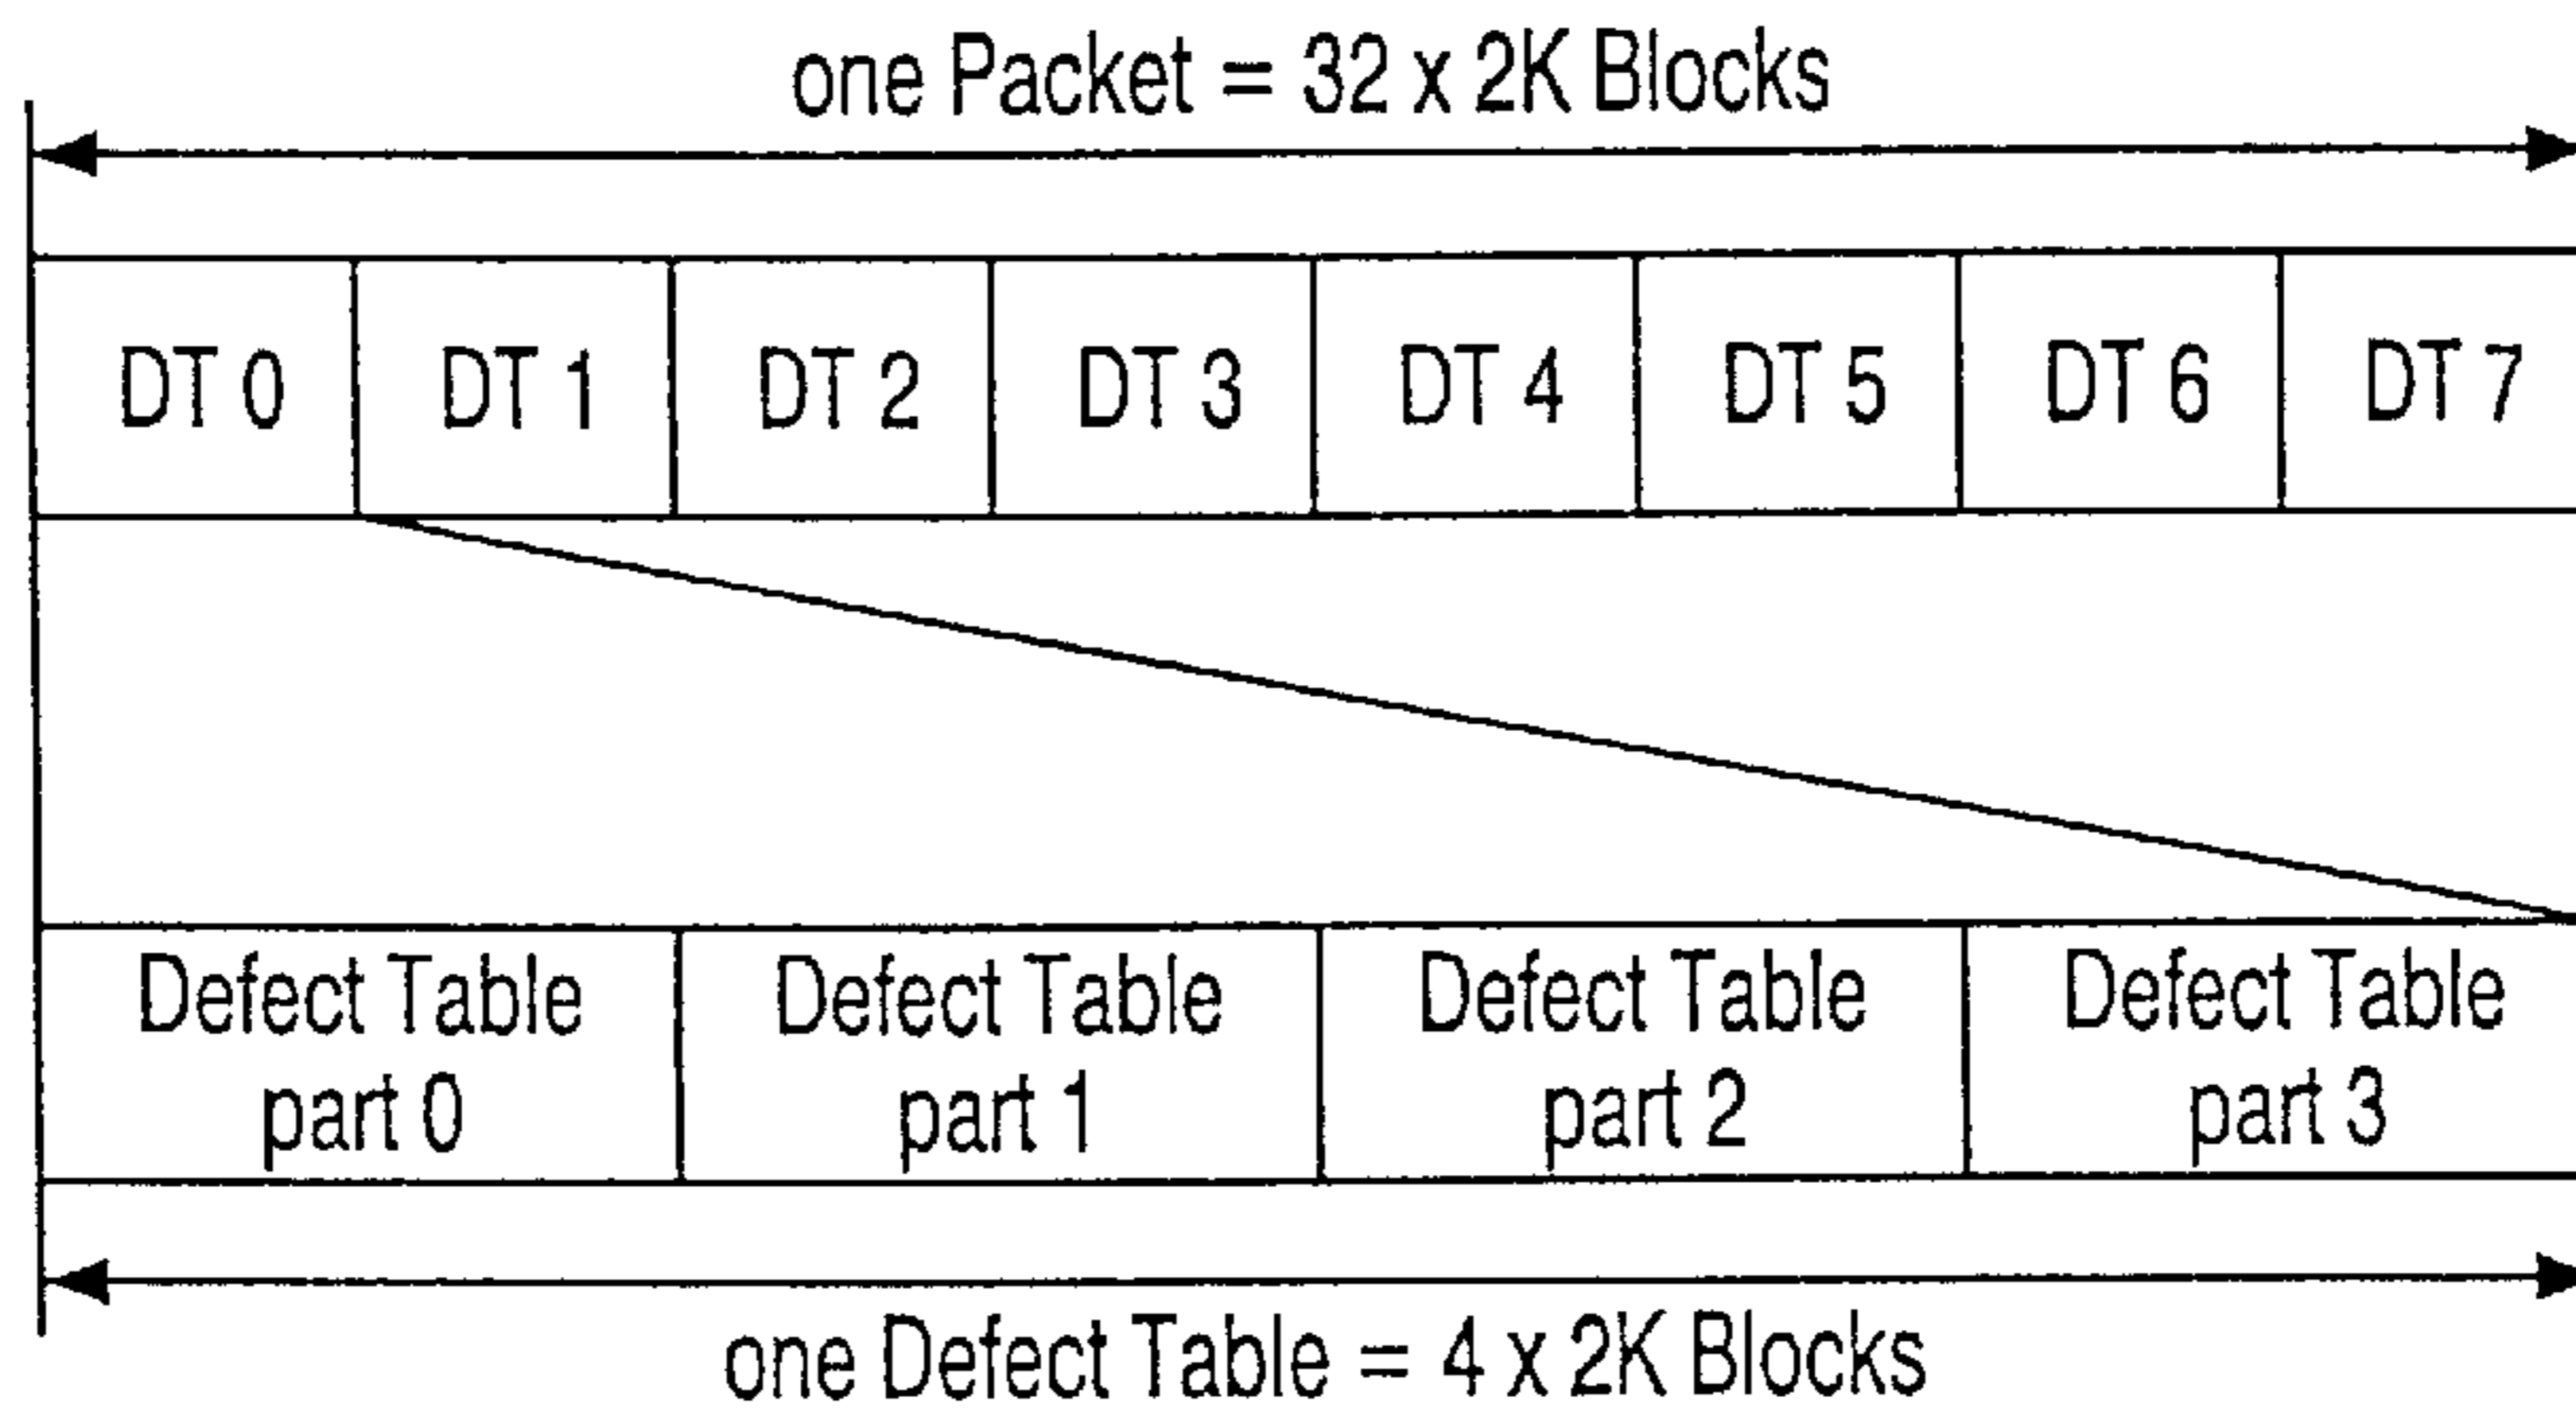 one Packet = 32 x 2K Blocks
DT 0 DT 1 DT 2 DT 3 DT 4 DT 5 DT 6 DT 7
Defect Table part 0
Defect Table part 1
Defect Table part 2
Defect Table part 3
one Defect Table = 4 x 2K Blocks